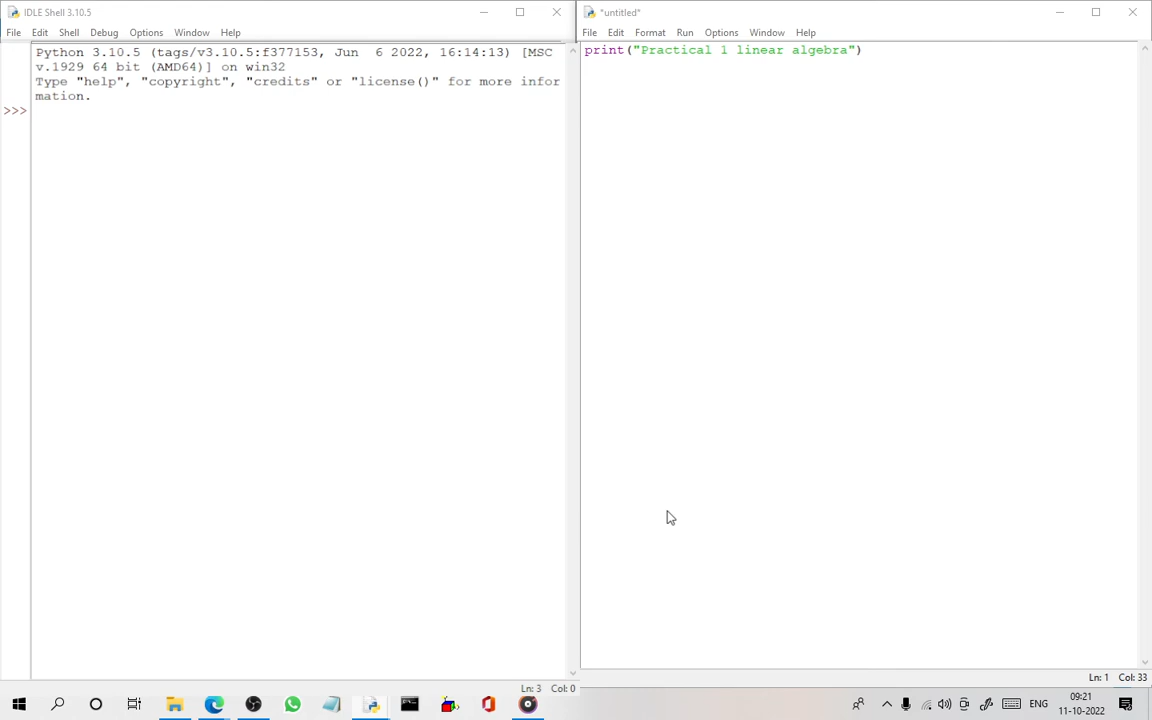 IDLE Shell 3.10.5
File Edit Shell Debug Options Window Help
Python 3.10.5 (tags/v3.10.5:f377153, Jun  6 2022, 16:14:13) [MSC
v.1929 64 bit (AMD64)] on win32
Type "help", "copyright", "credits" or "license()" for more infor
mation.
>>>
Ln: 3 Col: 0
*untitled*
File Edit Format Run Options Window Help
print("Practical 1 linear algebra")
Ln: 1 Col: 33
ENG
09:21
11-10-2022